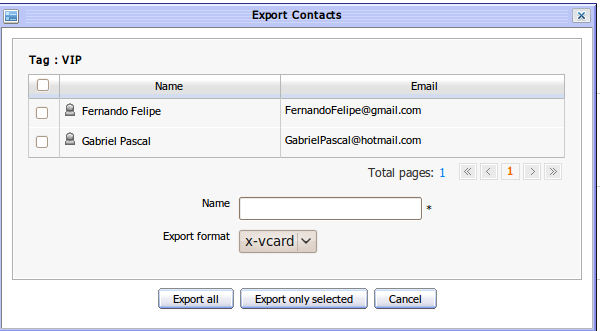 Export Contacts
Tag : VIP
Name Email
Fernando Felipe FernandoFelipe@gmail.com
Gabriel Pascal GabrielPascal@hotmail.com
Total pages: 1 « < 1 > »
Name *
Export format x-vcard
Export all Export only selected Cancel